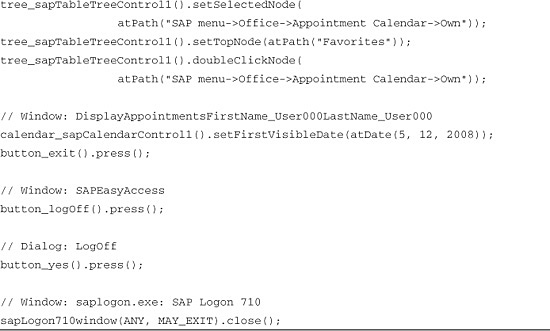 tree_sapTableTreeControl1().setSelectedNode(
atPath("SAP menu->Office->Appointment Calendar->Own"));
tree_sapTableTreeControl1().setTopNode(atPath("Favorites"));
tree_sapTableTreeControl1().doubleClickNode(
atPath("SAP menu->Office->Appointment Calendar->Own"));
// Window: DisplayAppointmentsFirstName_User000LastName_User000
calendar_sapCalendarControl1().setFirstVisibleDate(atDate(5, 12, 2008));
button_exit().press();
// Window: SAPEasyAccess
button_logOff().press();
// Dialog: LogOff
button_yes().press();
// Window: saplogon.exe: SAP Logon 710
sapLogon710window(ANY, MAY_EXIT).close();